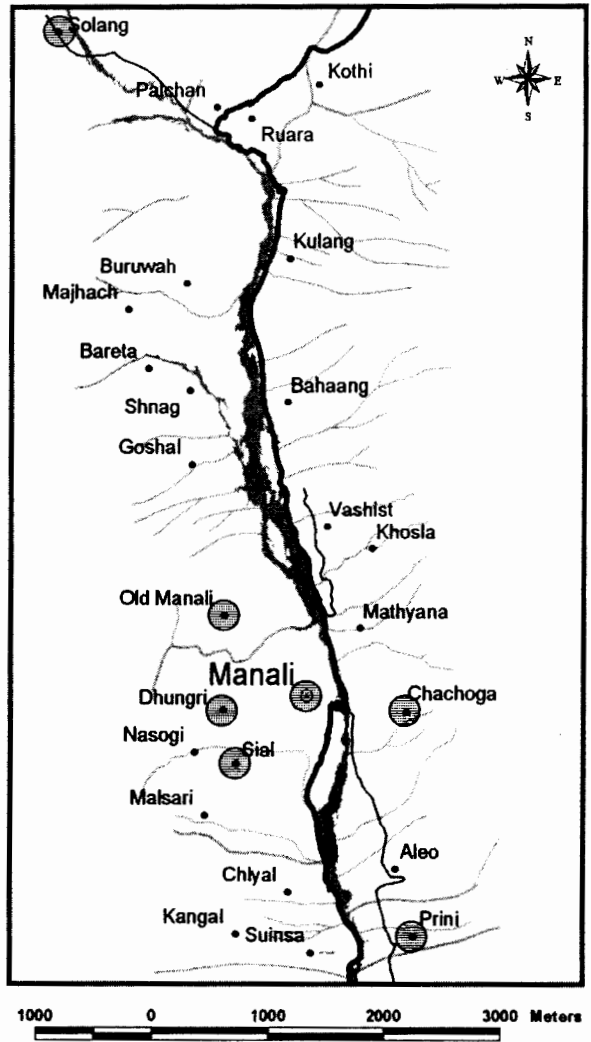 Solang
N
W E
S
Kothi
Palchan
Ruara
Kulang
Buruwah
Majhach
Bareta
Shnag
Bahaang
Goshal
Vashist
Khosla
Old Manali
Mathyana
Manali
Dhungri
Chachoga
Nasogi
Sial
Malsari
Aleo
Chiyal
Kangal
Suinsa
Prini
1000 0 1000 2000 3000 Meters